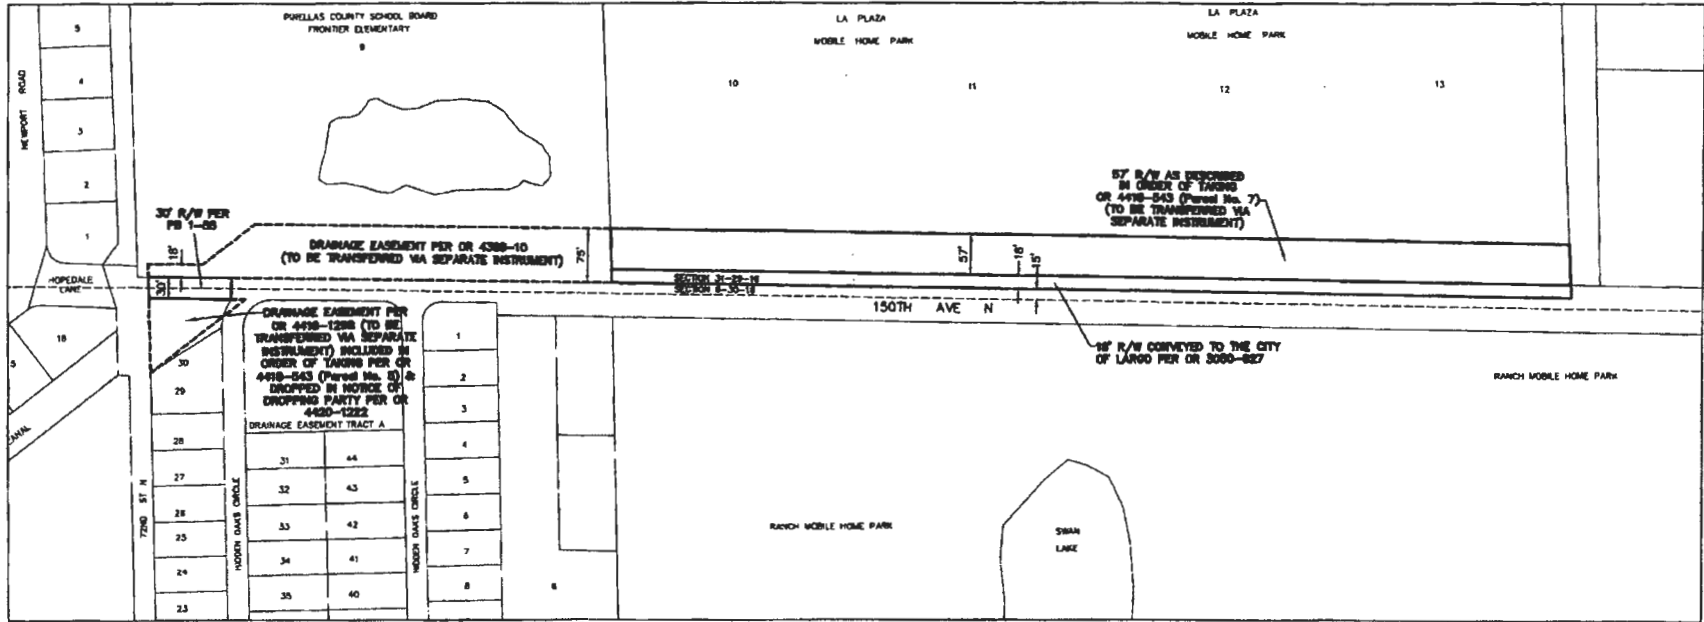 PINELLAS COUNTY SCHOOL BOARD
FRONTIER ELEMENTARY
9
LA PLAZA
MOBILE HOME PARK
LA PLAZA
MOBILE HOME PARK
10
11
12
13
NEWPORT ROAD
5
4
3
2
1
30' R/W PER
PB 1-55
18'
30'
DRAINAGE EASEMENT PER OR 4388-10
(TO BE TRANSFERRED VIA SEPARATE INSTRUMENT)
75'
57' R/W AS DESCRIBED
IN ORDER OF TAKING
OR 4418-543 (Parcel No. 7)
(TO BE TRANSFERRED VIA
SEPARATE INSTRUMENT)
57'
18'
15'
HOPEDALE
LANE
SECTION
SECTION
150TH AVE N
18' R/W CONVEYED TO THE CITY
OF LARGO PER OR 3080-627
DRAINAGE EASEMENT PER
OR 4418-1298 (TO BE
TRANSFERRED VIA SEPARATE
INSTRUMENT) INCLUDED IN
ORDER OF TAKING PER OR
4418-543 (Parcel No. 8) &
DROPPED IN NOTICE OF
DROPPING PARTY PER OR
4420-1222
DRAINAGE EASEMENT TRACT A
18
5
CANAL
72ND ST N
30
29
28
27
26
25
24
23
HIDDEN OAKS CIRCLE
31
44
32
43
33
42
34
41
35
40
HIDDEN OAKS CIRCLE
1
2
3
4
5
6
7
8
6
RANCH MOBILE HOME PARK
SWAN
LAKE
RANCH MOBILE HOME PARK